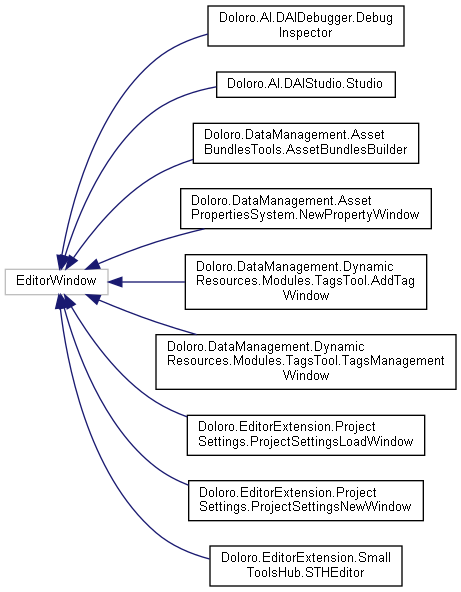 Doloro.AI.DAIDebugger.Debug
Inspector
Doloro.AI.DAIStudio.Studio
Doloro.DataManagement.Asset
BundlesTools.AssetBundlesBuilder
Doloro.DataManagement.Asset
PropertiesSystem.NewPropertyWindow
EditorWindow
Doloro.DataManagement.Dynamic
Resources.Modules.TagsTool.AddTag
Window
Doloro.DataManagement.Dynamic
Resources.Modules.TagsTool.TagsManagement
Window
Doloro.EditorExtension.Project
Settings.ProjectSettingsLoadWindow
Doloro.EditorExtension.Project
Settings.ProjectSettingsNewWindow
Doloro.EditorExtension.Small
ToolsHub.STHEditor